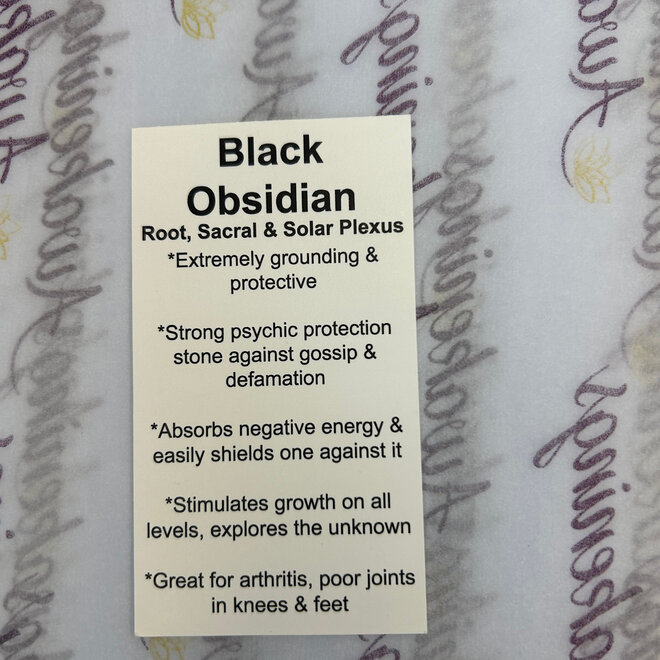 Black
Obsidian
Root, Sacral & Solar Plexus
*Extremely grounding &
protective
*Strong psychic protection
stone against gossip &
defamation
*Absorbs negative energy &
easily shields one against it
*Stimulates growth on all
levels, explores the unknown
*Great for arthritis, poor joints
in knees & feet